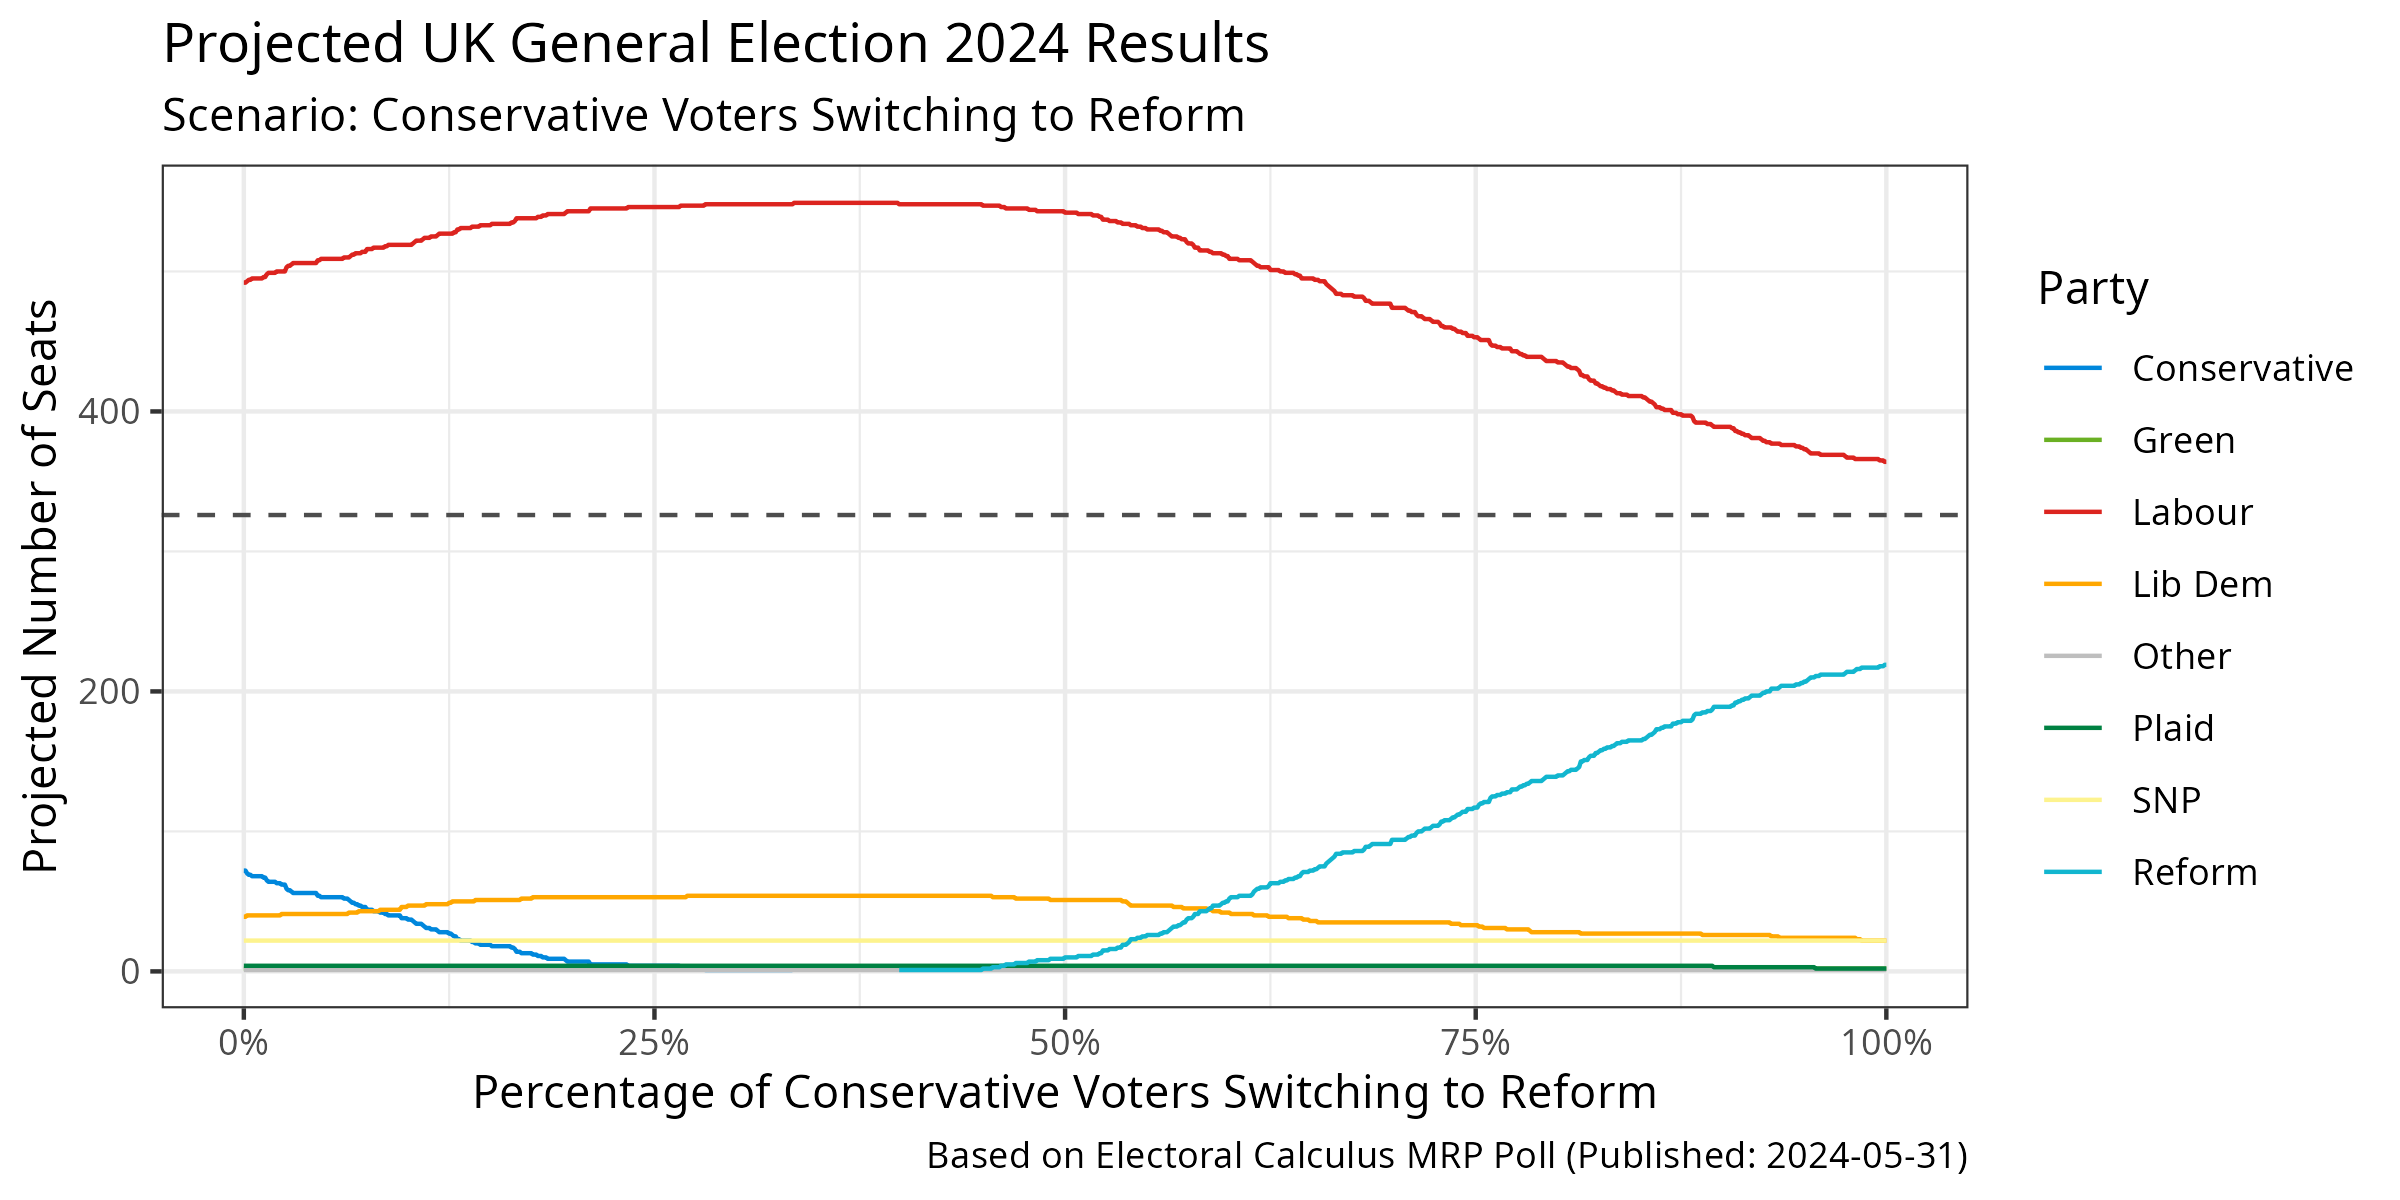 Projected UK General Election 2024 Results
Scenario: Conservative Voters Switching to Reform
Projected Number of Seats
400
200
0
0%
25%
50%
75%
100%
Percentage of Conservative Voters Switching to Reform
Based on Electoral Calculus MRP Poll (Published: 2024-05-31)
Party
Conservative
Green
Labour
Lib Dem
Other
Plaid
SNP
Reform